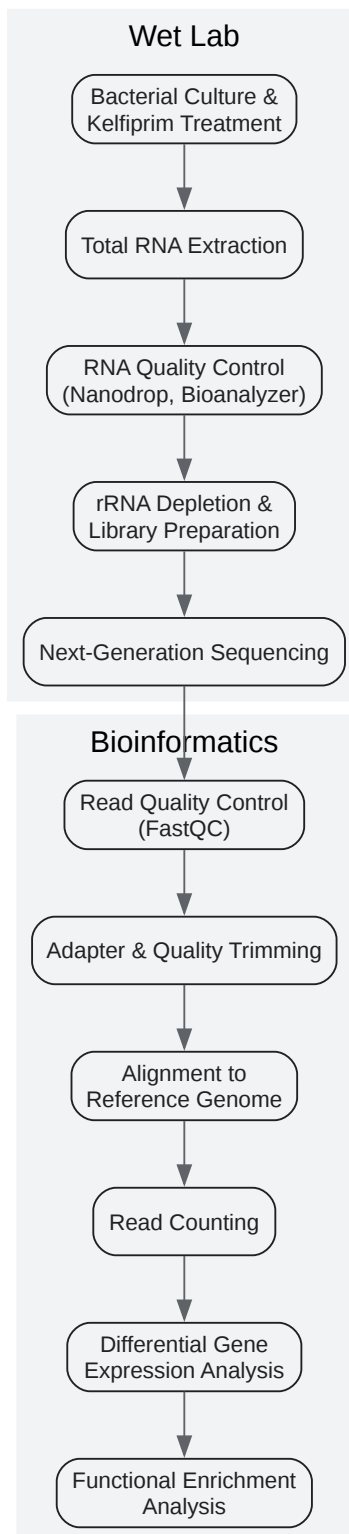 Wet Lab
Bacterial Culture &
Kelfiprim Treatment
Total RNA Extraction
RNA Quality Control
(Nanodrop, Bioanalyzer)
rRNA Depletion &
Library Preparation
Next-Generation Sequencing
Bioinformatics
Read Quality Control
(FastQC)
Adapter & Quality Trimming
Alignment to
Reference Genome
Read Counting
Differential Gene
Expression Analysis
Functional Enrichment
Analysis